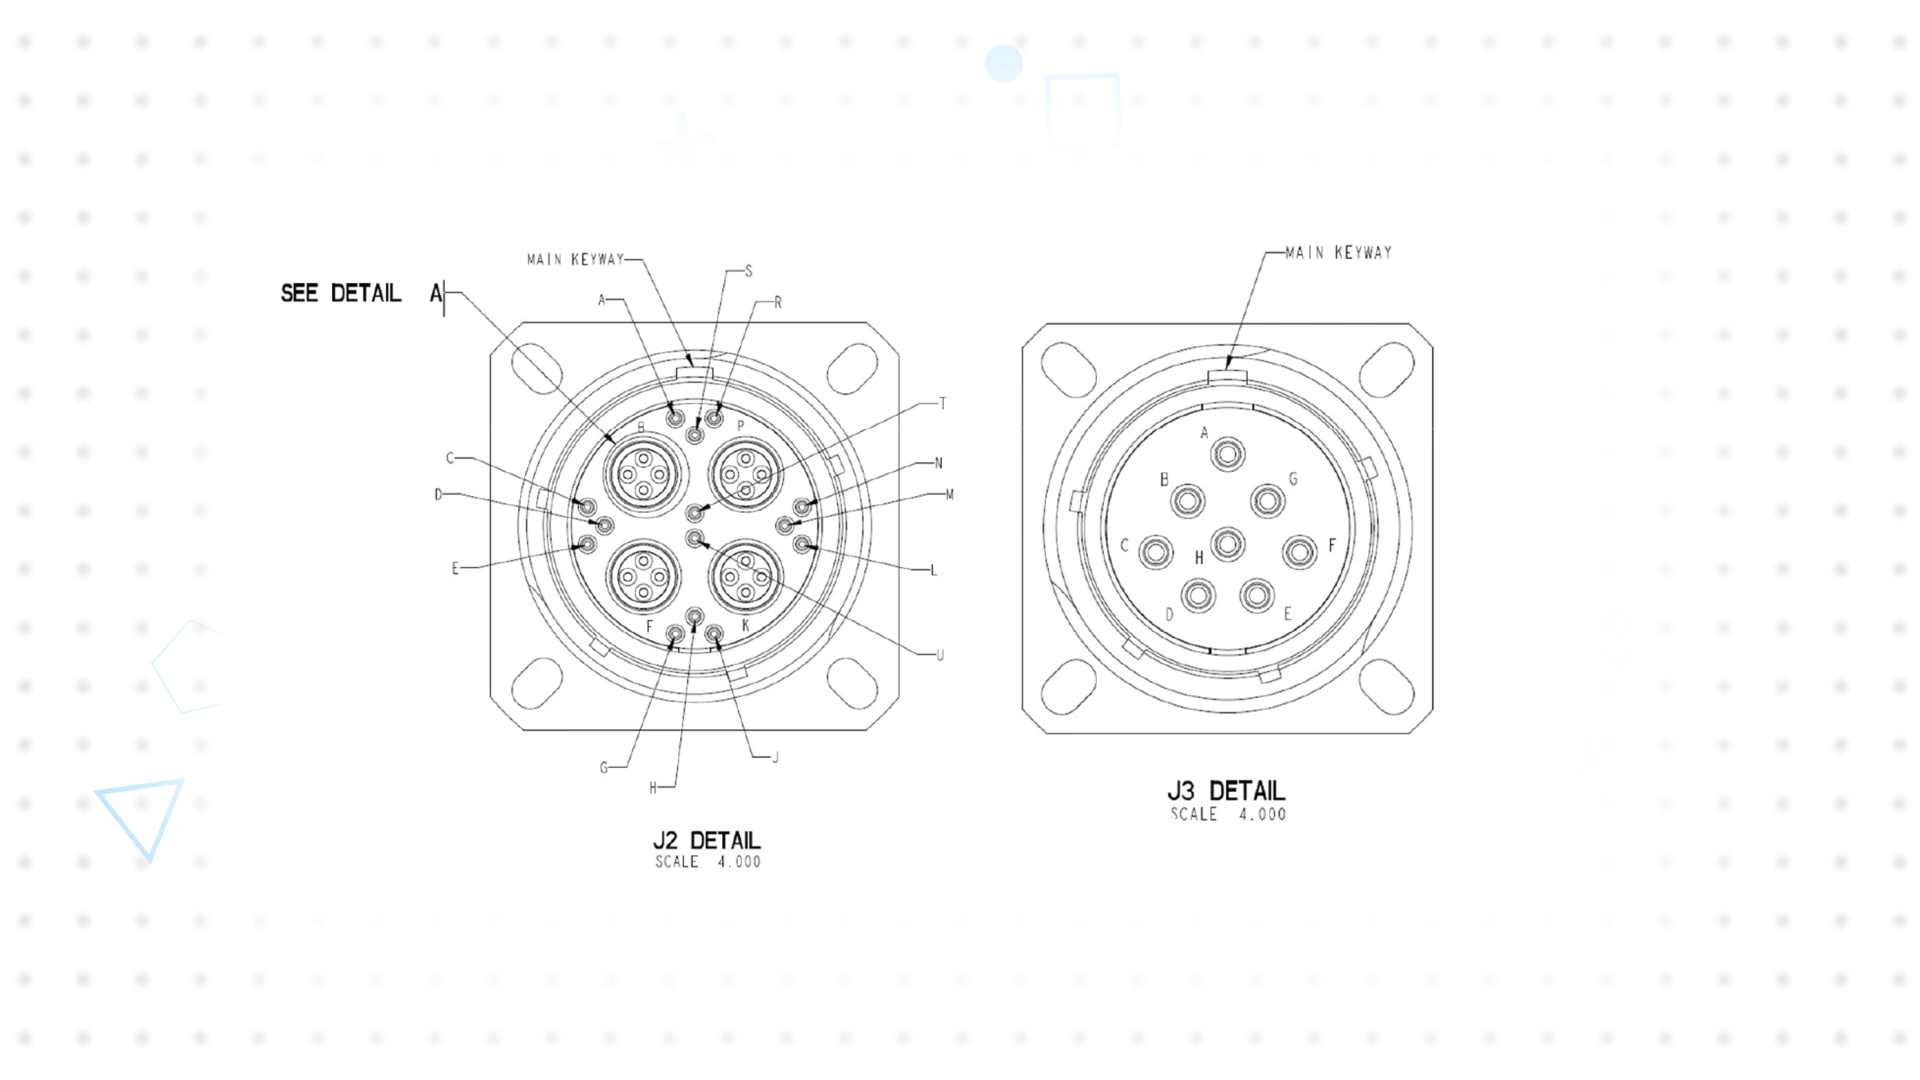 MAIN KEYWAY
S
SEE DETAIL A
A
R
B
P
T
C
N
D
M
E
L
F
K
U
G
J
H
J2 DETAIL
SCALE 4.000
MAIN KEYWAY
A
B
G
C
H
F
D
E
J3 DETAIL
SCALE 4.000